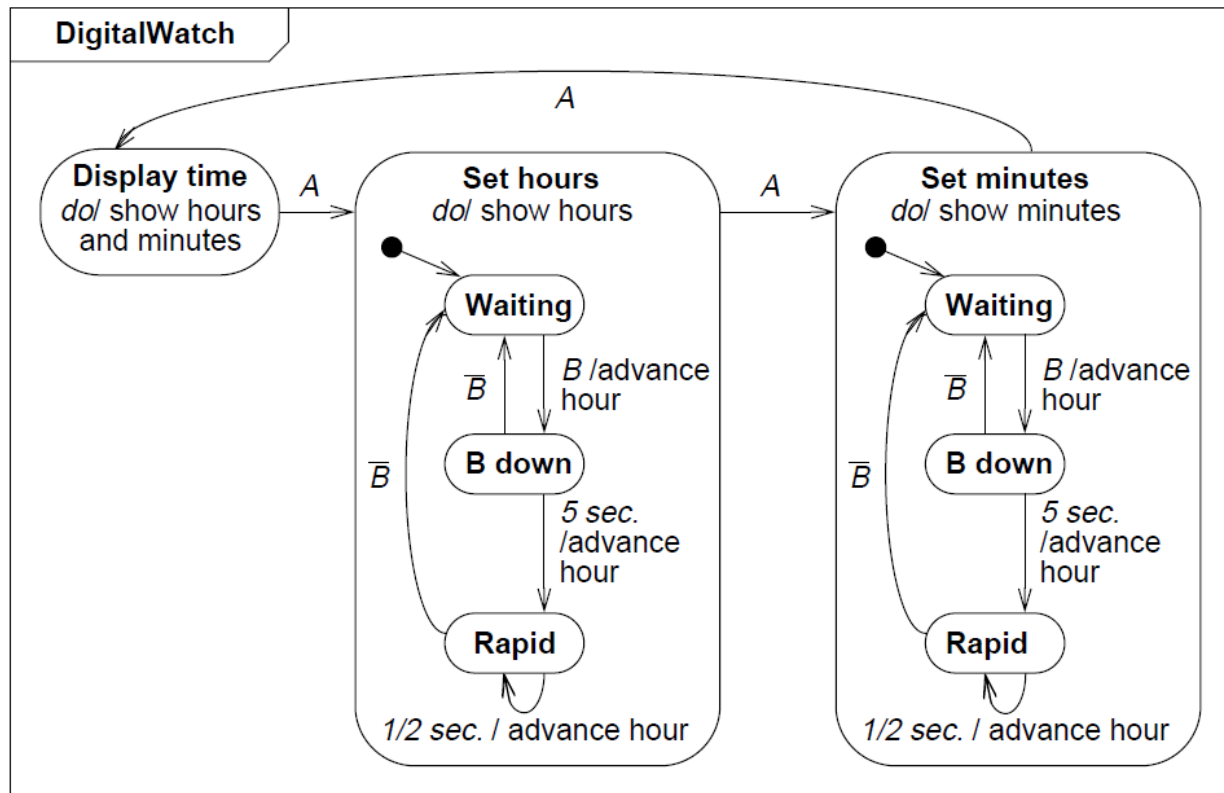 DigitalWatch
A
Display time
do/ show hours
and minutes
A
Set hours
do/ show hours
Waiting
B̅
B /advance
hour
B down
B̅
5 sec.
/advance
hour
Rapid
1/2 sec. / advance hour
A
Set minutes
do/ show minutes
Waiting
B̅
B /advance
hour
B down
B̅
5 sec.
/advance
hour
Rapid
1/2 sec. / advance hour